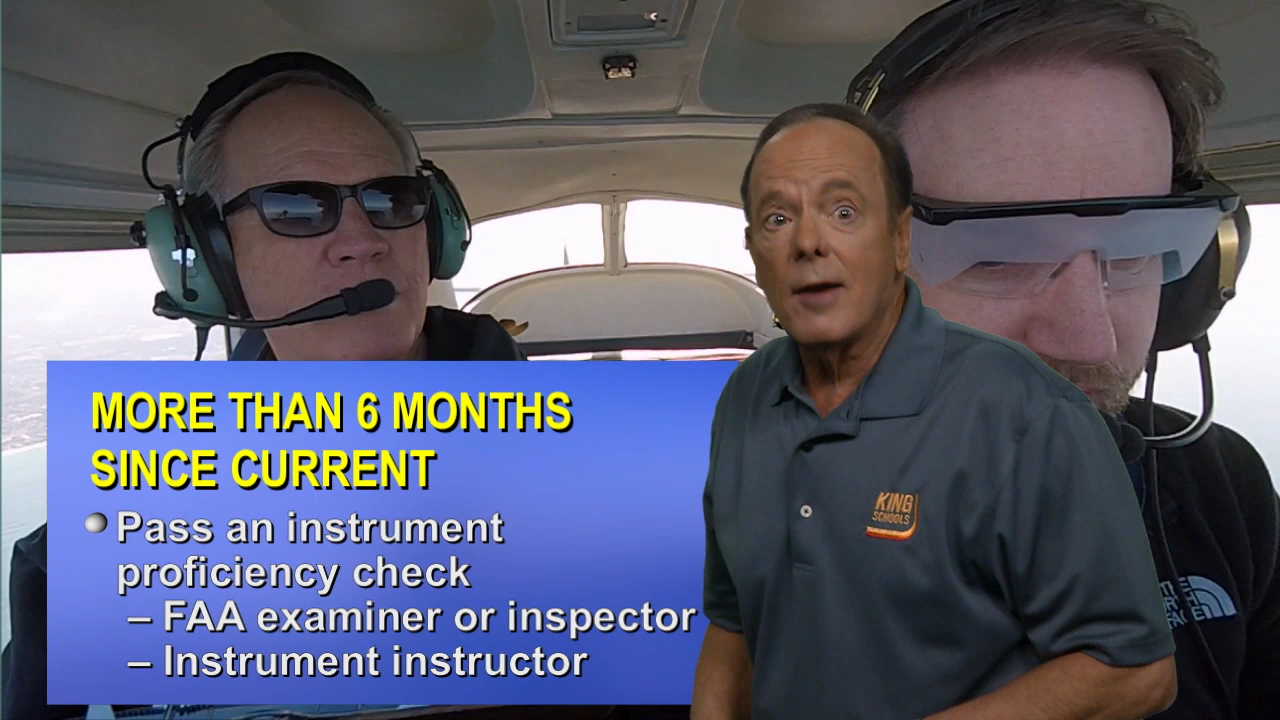 MORE THAN 6 MONTHS
SINCE CURRENT
Pass an instrument
proficiency check
– FAA examiner or inspector
– Instrument instructor
KING
SCHOOLS